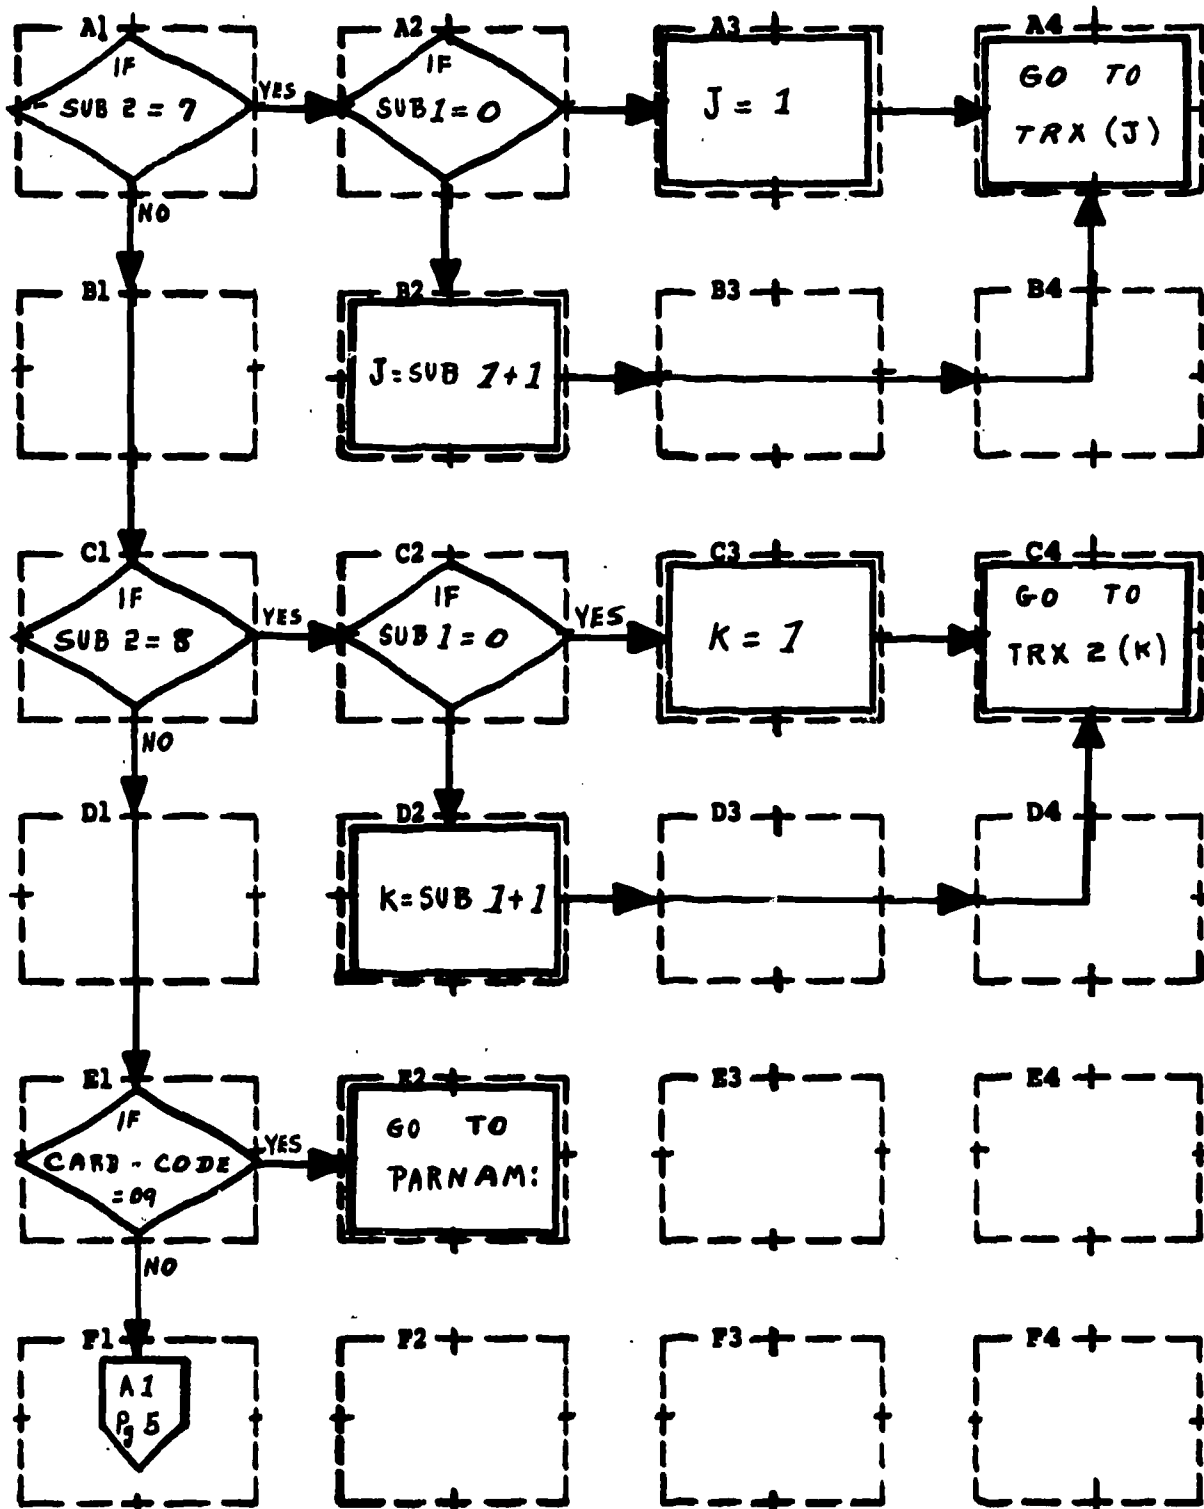 A1
IF
SUB 2 = 7
YES
NO
A2
IF
SUB 1 = 0
A3
J = 1
A4
GO TO
TRX (J)
B1
B2
J = SUB 1 + 1
B3
B4
C1
IF
SUB 2 = 8
YES
NO
C2
IF
SUB 1 = 0
YES
C3
K = 1
C4
GO TO
TRX 2 (K)
D1
D2
K = SUB 1 + 1
D3
D4
E1
IF
CARD - CODE
= 09
YES
NO
E2
GO TO
PARNAM:
E3
E4
F1
A1
Pg 5
F2
F3
F4